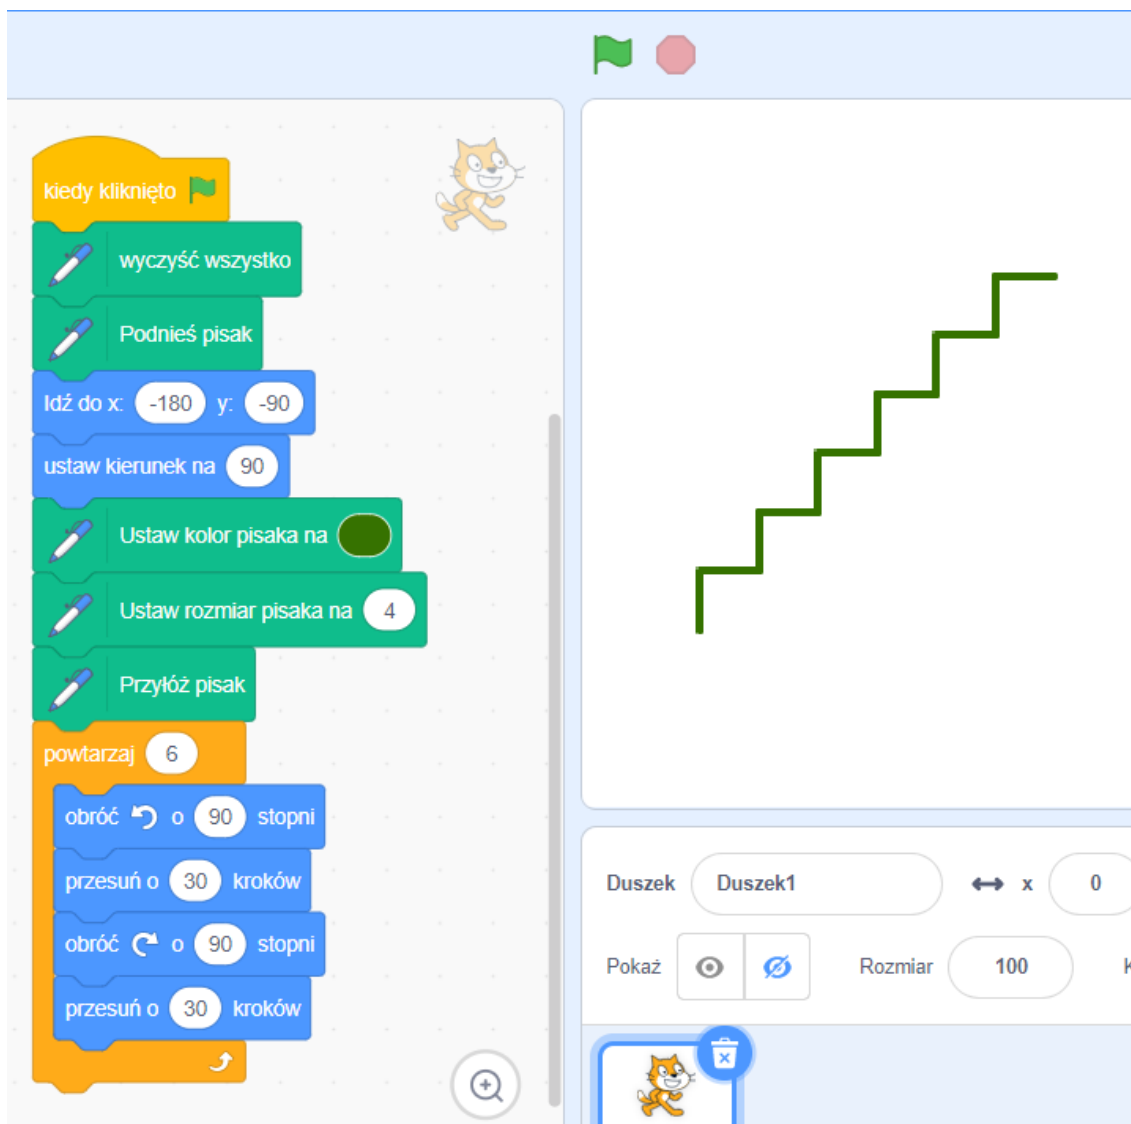 kiedy kliknięto
wyczyść wszystko
Podnieś pisak
Idź do x: -180 y: -90
ustaw kierunek na 90
Ustaw kolor pisaka na
Ustaw rozmiar pisaka na 4
Przyłóż pisak
powtarzaj 6
obróć o 90 stopni
przesuń o 30 kroków
obróć o 90 stopni
przesuń o 30 kroków
Duszek Duszek1 x 0
Pokaż Rozmiar 100